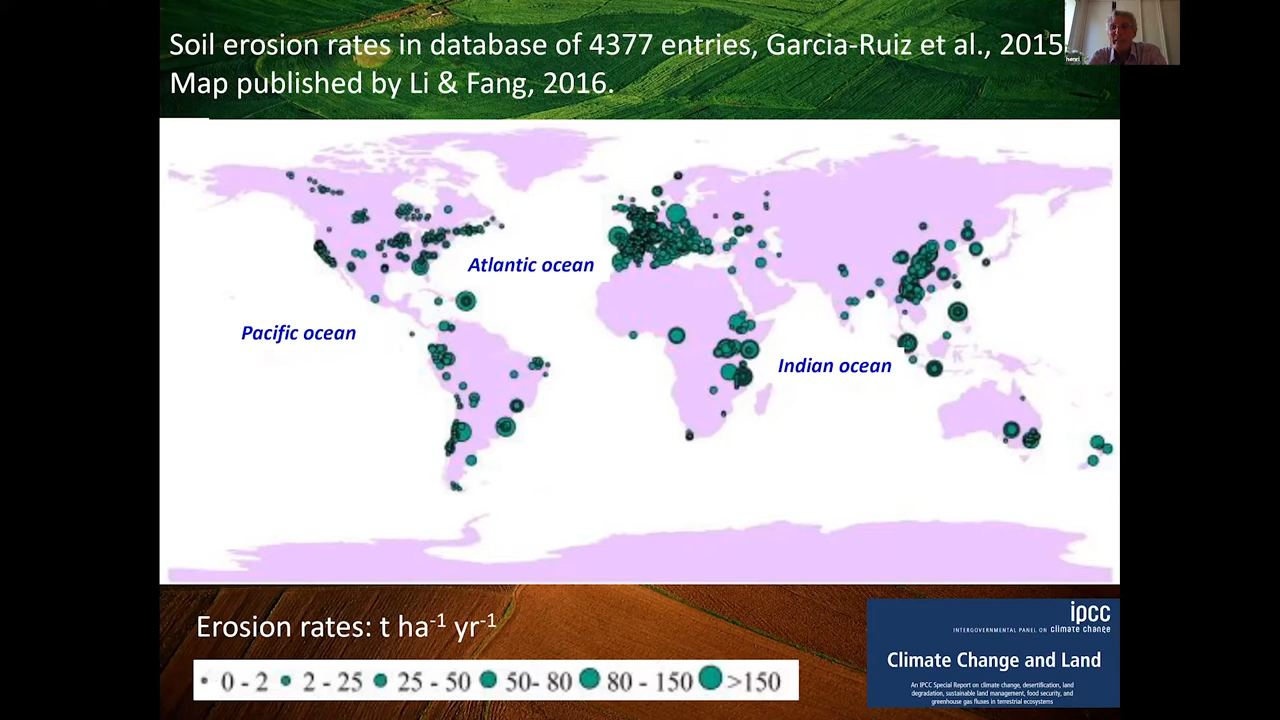 Soil erosion rates in database of 4377 entries, Garcia-Ruiz et al., 2015
Map published by Li & Fang, 2016.
henri
Atlantic ocean
Pacific ocean
Indian ocean
Erosion rates: t ha⁻¹ yr⁻¹
0 - 2 2 - 25 25 - 50 50- 80 80 - 150 >150
ipcc
INTERGOVERNMENTAL PANEL ON climate change
Climate Change and Land
An IPCC Special Report on climate change, desertification, land
degradation, sustainable land management, food security, and
greenhouse gas fluxes in terrestrial ecosystems